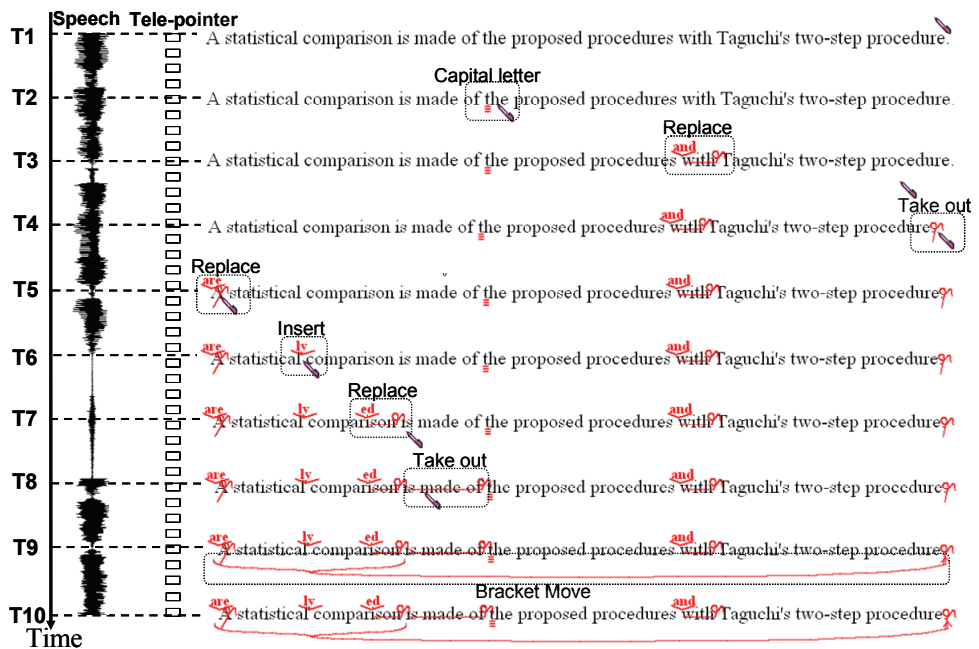 Speech Tele-pointer
T1 A statistical comparison is made of the proposed procedures with Taguchi's two-step procedure.
Capital letter
T2 A statistical comparison is made of the proposed procedures with Taguchi's two-step procedure.
Replace
and
T3 A statistical comparison is made of the proposed procedures with Taguchi's two-step procedure.
Take out
and
T4 A statistical comparison is made of the proposed procedures with Taguchi's two-step procedure
Replace
are and
T5 A statistical comparison is made of the proposed procedures with Taguchi's two-step procedure
Insert
are ly and
T6 A statistical comparison is made of the proposed procedures with Taguchi's two-step procedure
Replace
are ly ed and
T7 A statistical comparison is made of the proposed procedures with Taguchi's two-step procedure
Take out
are ly ed and
T8 A statistical comparison is made of the proposed procedures with Taguchi's two-step procedure
are ly ed and
T9 A statistical comparison is made of the proposed procedures with Taguchi's two-step procedure
Bracket Move
are ly ed and
T10 A statistical comparison is made of the proposed procedures with Taguchi's two-step procedure
Time